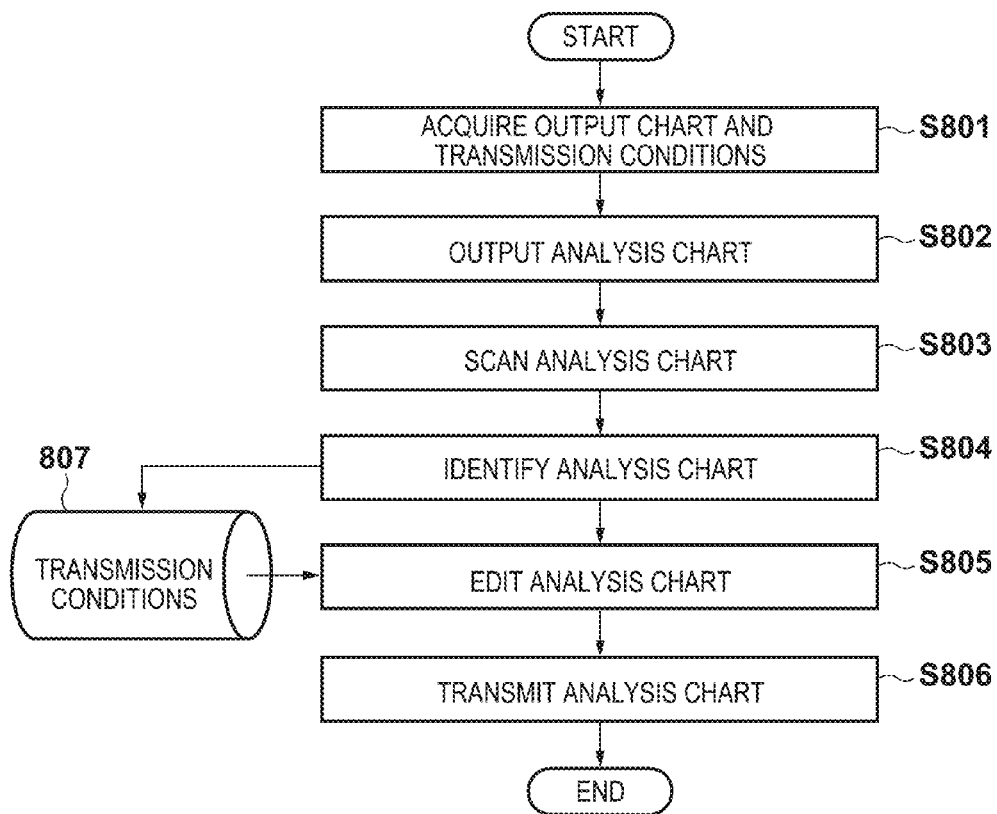 START
ACQUIRE OUTPUT CHART AND
TRANSMISSION CONDITIONS
S801
OUTPUT ANALYSIS CHART
S802
SCAN ANALYSIS CHART
S803
IDENTIFY ANALYSIS CHART
S804
807
TRANSMISSION
CONDITIONS
EDIT ANALYSIS CHART
S805
TRANSMIT ANALYSIS CHART
S806
END